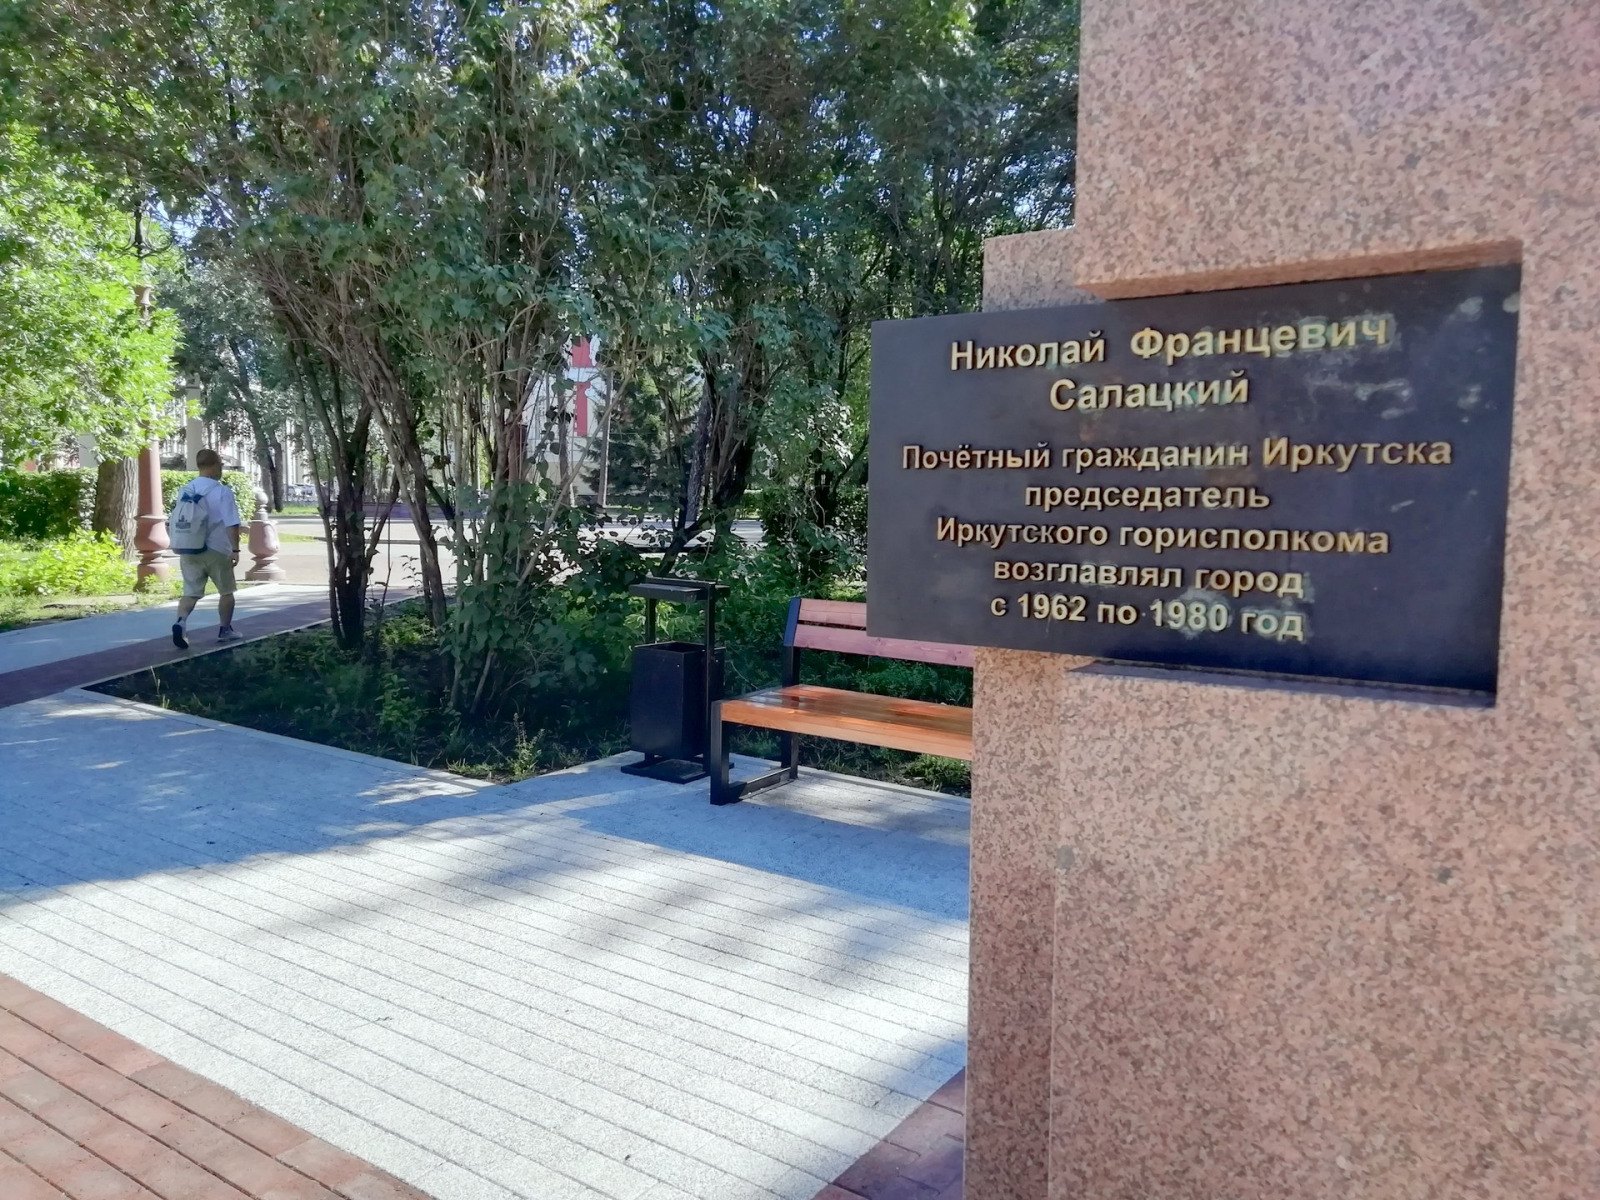 Николай Францевич
Салацкий
Почётный гражданин Иркутска
председатель
Иркутского горисполкома
возглавлял город
с 1962 по 1980 год